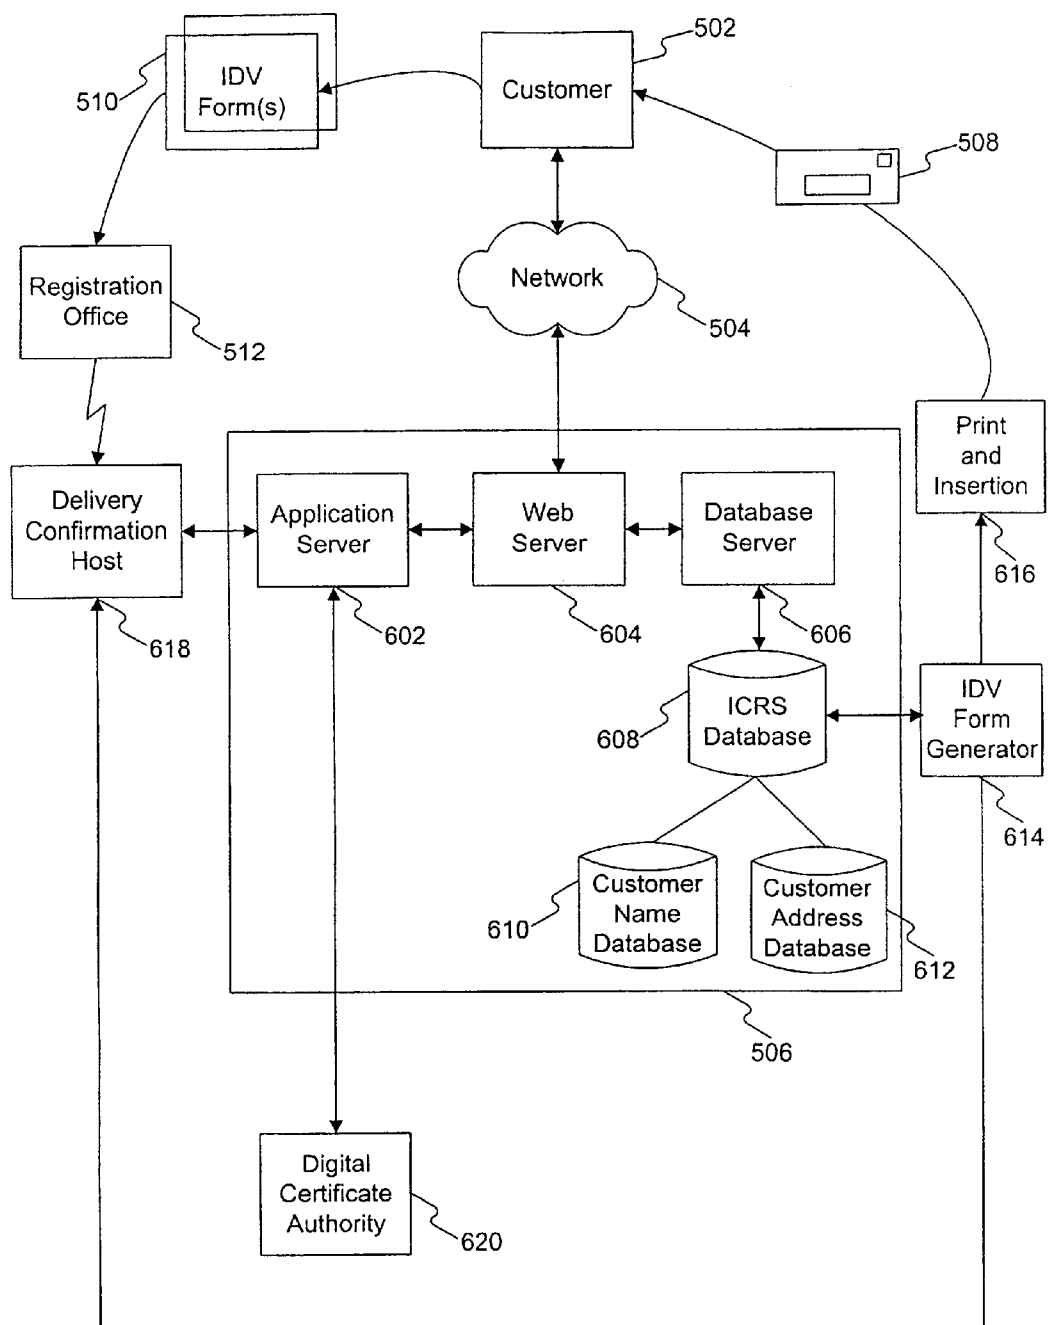 502
IDV
Form(s)
510
Customer
508
Network
504
Registration
Office
512
Print
and
Insertion
616
Delivery
Confirmation
Host
618
Application
Server
602
Web
Server
604
Database
Server
606
ICRS
Database
608
IDV
Form
Generator
614
Customer
Name
Database
610
Customer
Address
Database
612
506
Digital
Certificate
Authority
620